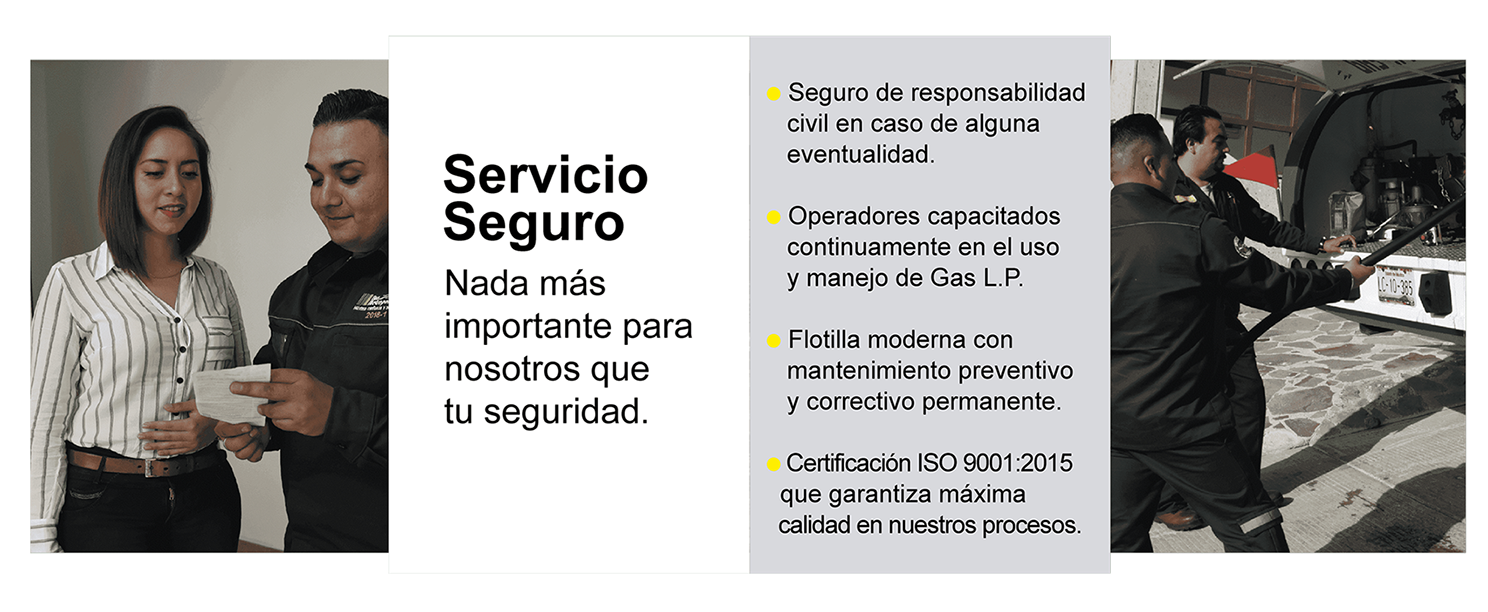 Servicio
Seguro
Nada más
importante para
nosotros que
tu seguridad.
Seguro de responsabilidad
civil en caso de alguna
eventualidad.
Operadores capacitados
continuamente en el uso
y manejo de Gas L.P.
Flotilla moderna con
mantenimiento preventivo
y correctivo permanente.
Certificación ISO 9001:2015
que garantiza máxima
calidad en nuestros procesos.
2018-1
LC-10-385